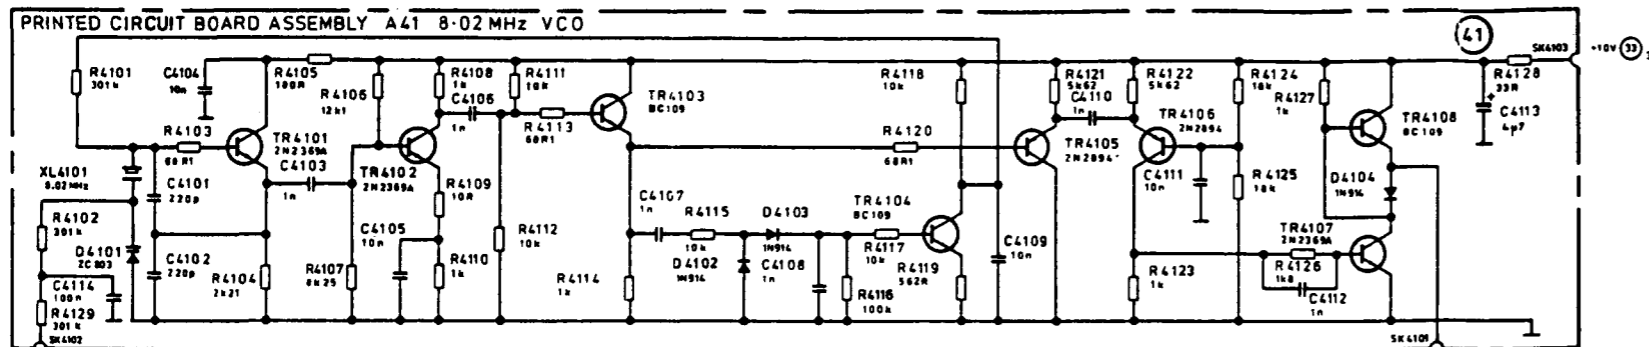 PRINTED CIRCUIT BOARD ASSEMBLY A41 8·02 MHz VCO
41
SK4103
+10V 33
R4101
301k
C4104
10n
R4105
100R
R4106
12k1
R4108
1k
C4106
1n
R4111
18k
R4113
68R1
TR4103
BC109
R4118
10k
R4121
5k62
C4110
1n
R4122
5k62
TR4106
2N2894
R4124
18k
R4127
1k
TR4108
BC109
R4128
33R
C4113
4µ7
R4103
68R1
TR4101
2N2369A
C4103
1n
TR4102
2N2369A
R4120
68R1
TR4105
2N2894
C4111
10n
R4125
18k
D4104
1N914
XL4101
8.02MHz
C4101
220p
R4109
10R
R4102
301k
D4101
ZC803
C4102
220p
R4104
2k21
R4107
8k25
C4105
10n
R4110
1k
R4112
10k
R4114
1k
C4107
1n
R4115
10k
D4103
1N914
D4102
1N914
C4108
1n
TR4104
BC109
R4117
10k
R4116
100k
R4119
562R
C4109
10n
R4123
1k
TR4107
2N2369A
R4126
1k8
C4112
1n
C4114
100n
R4129
301k
SK4102
SK4101